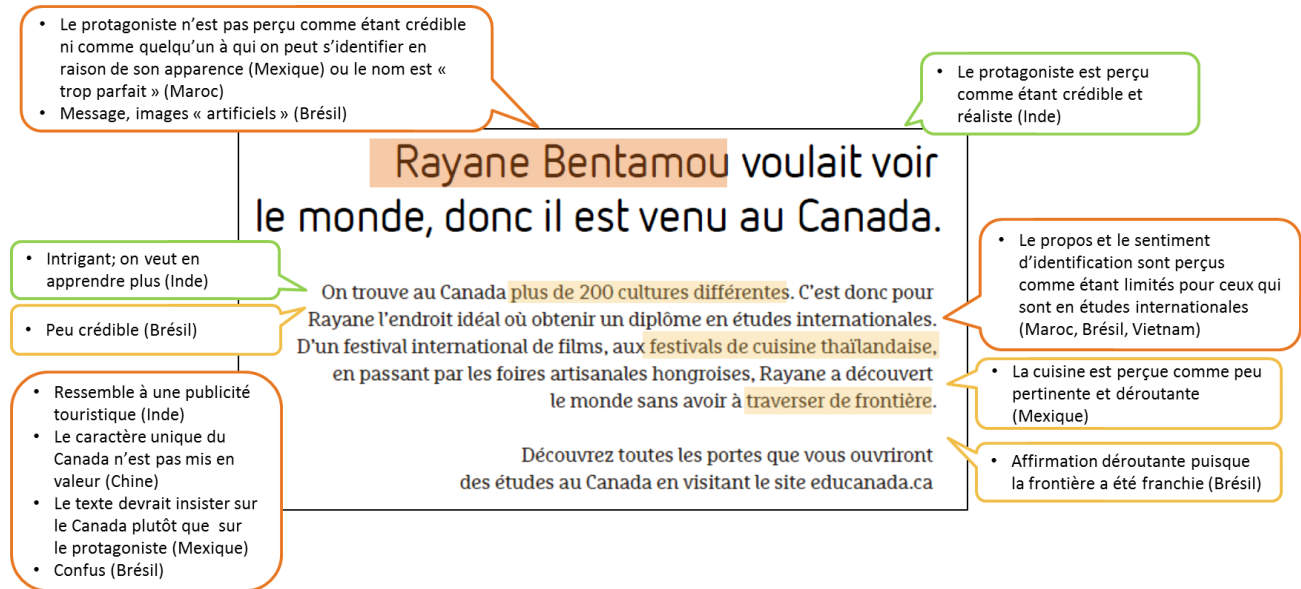 • Le protagoniste n’est pas perçu comme étant crédible
ni comme quelqu’un à qui on peut s’identifier en
raison de son apparence (Mexique) ou le nom est «
trop parfait » (Maroc)
• Message, images « artificiels » (Brésil)
• Le protagoniste est perçu
comme étant crédible et
réaliste (Inde)
Rayane Bentamou voulait voir
le monde, donc il est venu au Canada.
• Intrigant; on veut en
apprendre plus (Inde)
• Peu crédible (Brésil)
On trouve au Canada plus de 200 cultures différentes. C’est donc pour
Rayane l’endroit idéal où obtenir un diplôme en études internationales.
D’un festival international de films, aux festivals de cuisine thaïlandaise,
en passant par les foires artisanales hongroises, Rayane a découvert
le monde sans avoir à traverser de frontière.
Découvrez toutes les portes que vous ouvriront
des études au Canada en visitant le site educanada.ca
• Le propos et le sentiment
d’identification sont perçus
comme étant limités pour ceux qui
sont en études internationales
(Maroc, Brésil, Vietnam)
• La cuisine est perçue comme peu
pertinente et déroutante
(Mexique)
• Affirmation déroutante puisque
la frontière a été franchie (Brésil)
• Ressemble à une publicité
touristique (Inde)
• Le caractère unique du
Canada n’est pas mis en
valeur (Chine)
• Le texte devrait insister sur
le Canada plutôt que sur
le protagoniste (Mexique)
• Confus (Brésil)